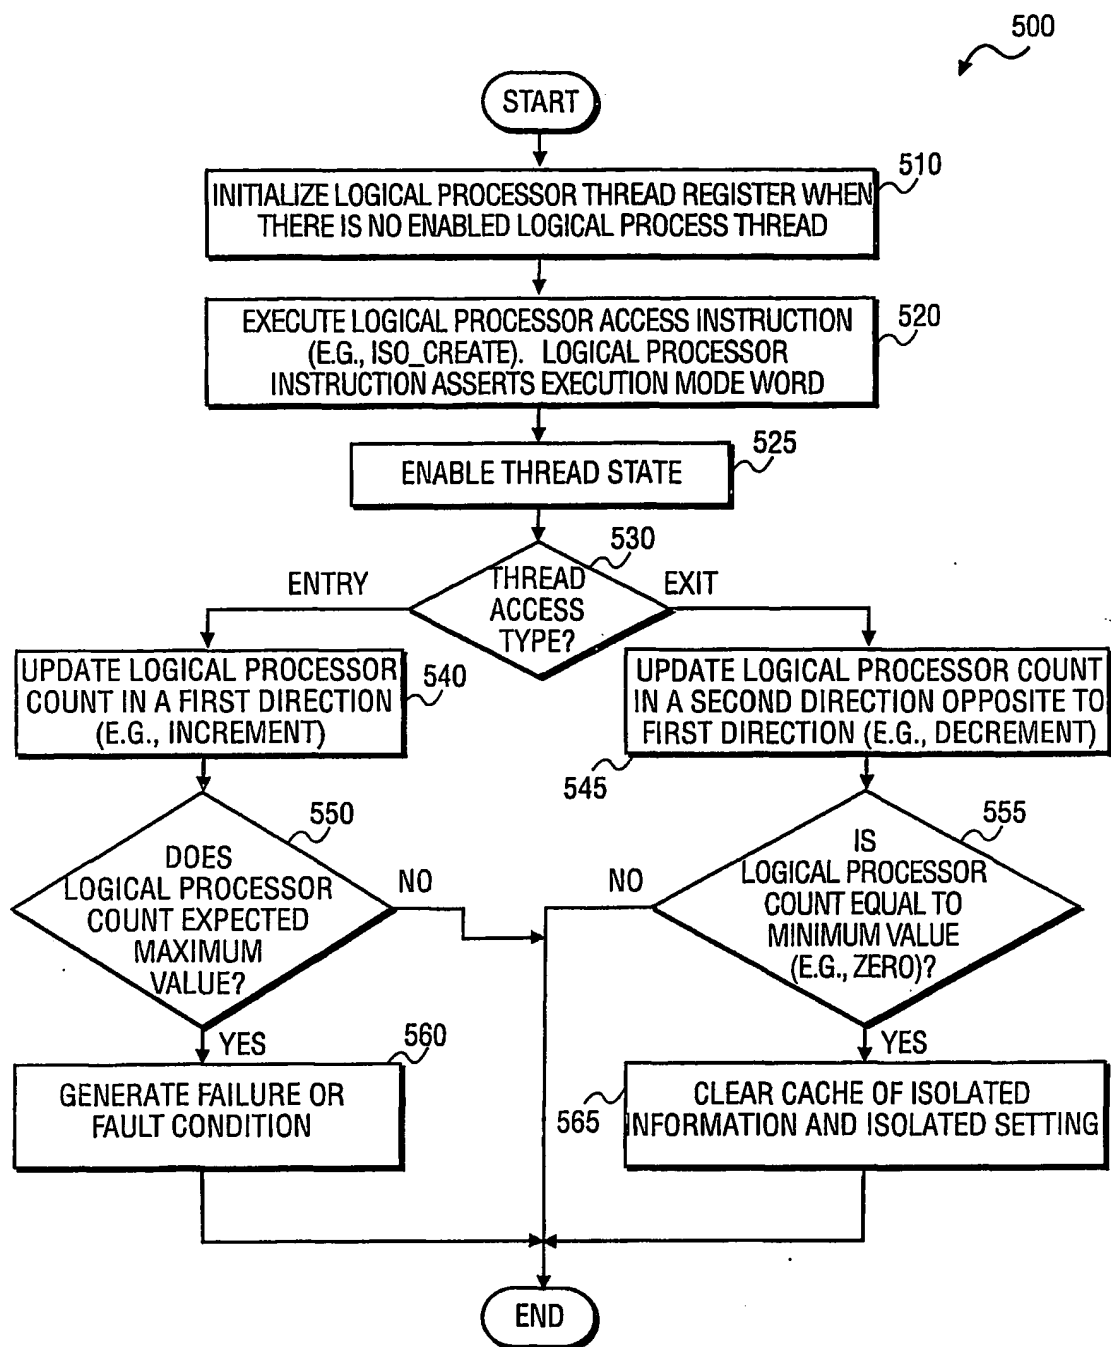 500
START
510
INITIALIZE LOGICAL PROCESSOR THREAD REGISTER WHEN
THERE IS NO ENABLED LOGICAL PROCESS THREAD
520
EXECUTE LOGICAL PROCESSOR ACCESS INSTRUCTION
(E.G., ISO_CREATE). LOGICAL PROCESSOR
INSTRUCTION ASSERTS EXECUTION MODE WORD
525
ENABLE THREAD STATE
530
ENTRY
THREAD
ACCESS
TYPE?
EXIT
UPDATE LOGICAL PROCESSOR
COUNT IN A FIRST DIRECTION
(E.G., INCREMENT)
540
UPDATE LOGICAL PROCESSOR COUNT
IN A SECOND DIRECTION OPPOSITE TO
FIRST DIRECTION (E.G., DECREMENT)
545
550
DOES
LOGICAL PROCESSOR
COUNT EXPECTED
MAXIMUM
VALUE?
NO
YES
555
IS
LOGICAL PROCESSOR
COUNT EQUAL TO
MINIMUM VALUE
(E.G., ZERO)?
NO
YES
560
GENERATE FAILURE OR
FAULT CONDITION
565
CLEAR CACHE OF ISOLATED
INFORMATION AND ISOLATED SETTING
END